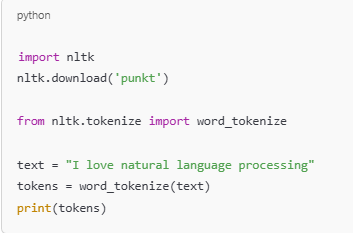 python
import nltk
nltk.download('punkt')
from nltk.tokenize import word_tokenize
text = "I love natural language processing"
tokens = word_tokenize(text)
print(tokens)